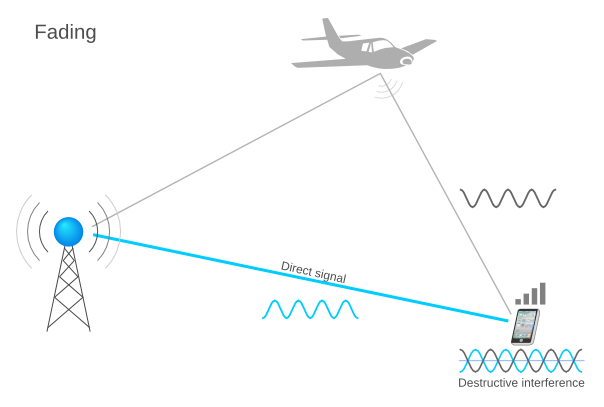 Fading
Direct signal
Destructive interference